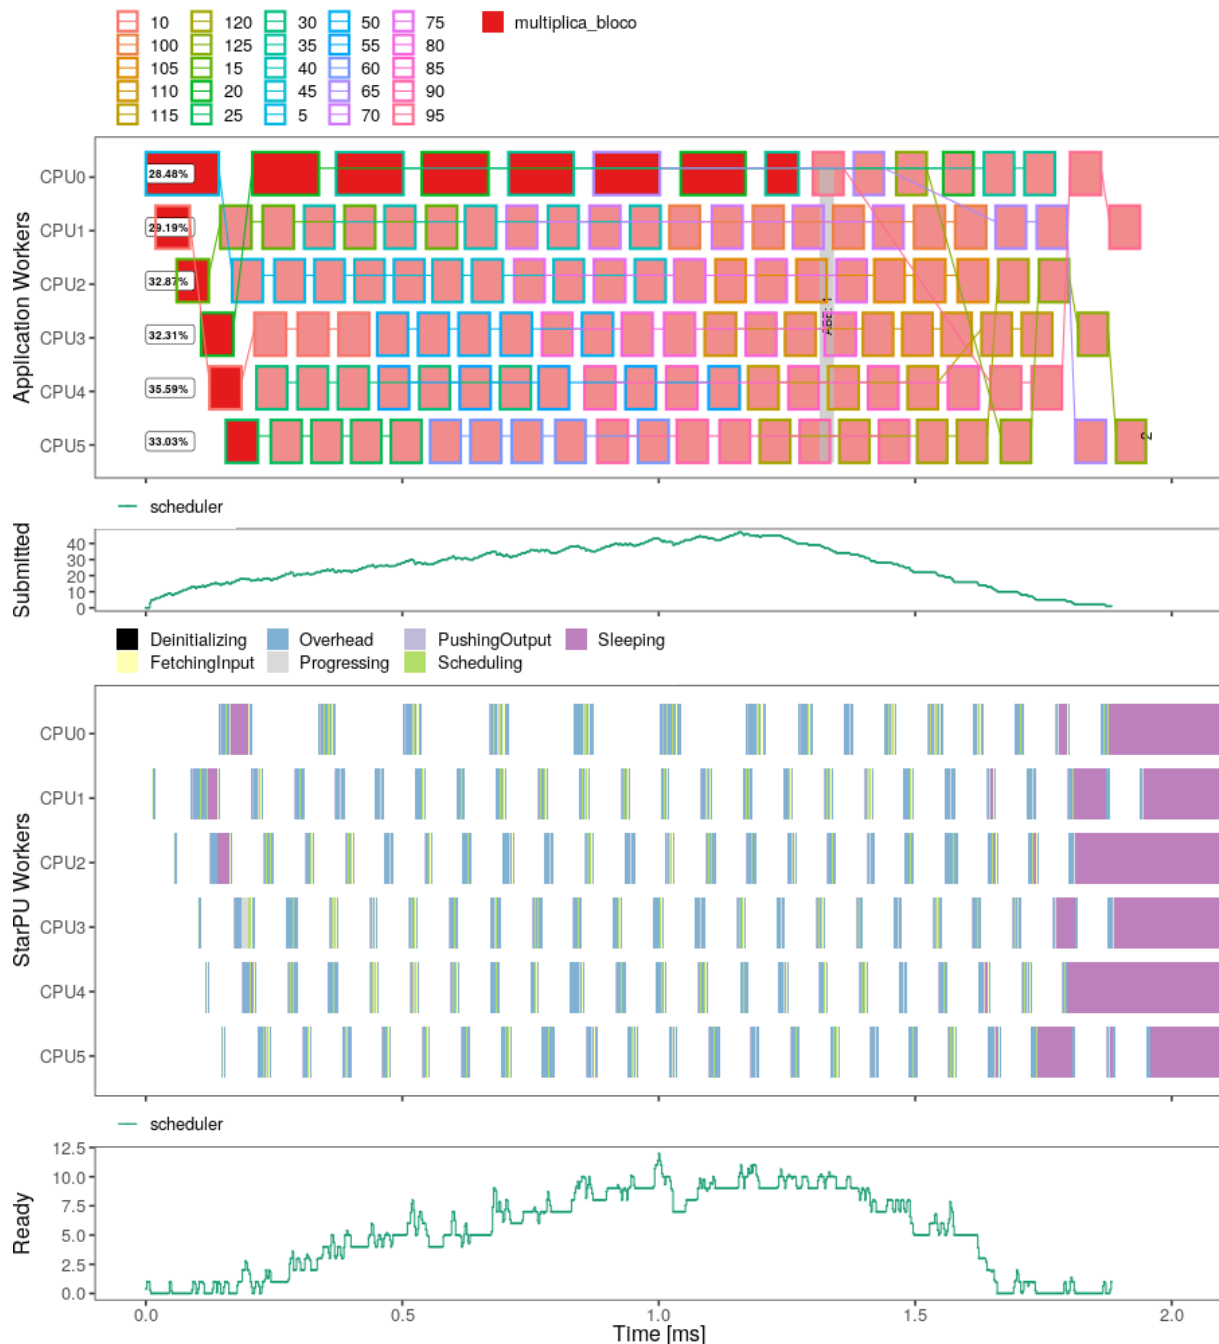 10 120 30 50 75 multiplica_bloco
100 125 35 55 80
105 15 40 60 85
110 20 45 65 90
115 25 5 70 95
Application Workers
CPU0 28.48%
CPU1 29.19%
CPU2 32.87%
CPU3 32.31%
CPU4 35.59%
CPU5 33.03%
2
scheduler
Submitted
40
30
20
10
0
Deinitializing Overhead PushingOutput Sleeping
FetchingInput Progressing Scheduling
StarPU Workers
CPU0
CPU1
CPU2
CPU3
CPU4
CPU5
scheduler
Ready
12.5
10.0
7.5
5.0
2.5
0.0
0.0 0.5 1.0 1.5 2.0
Time [ms]